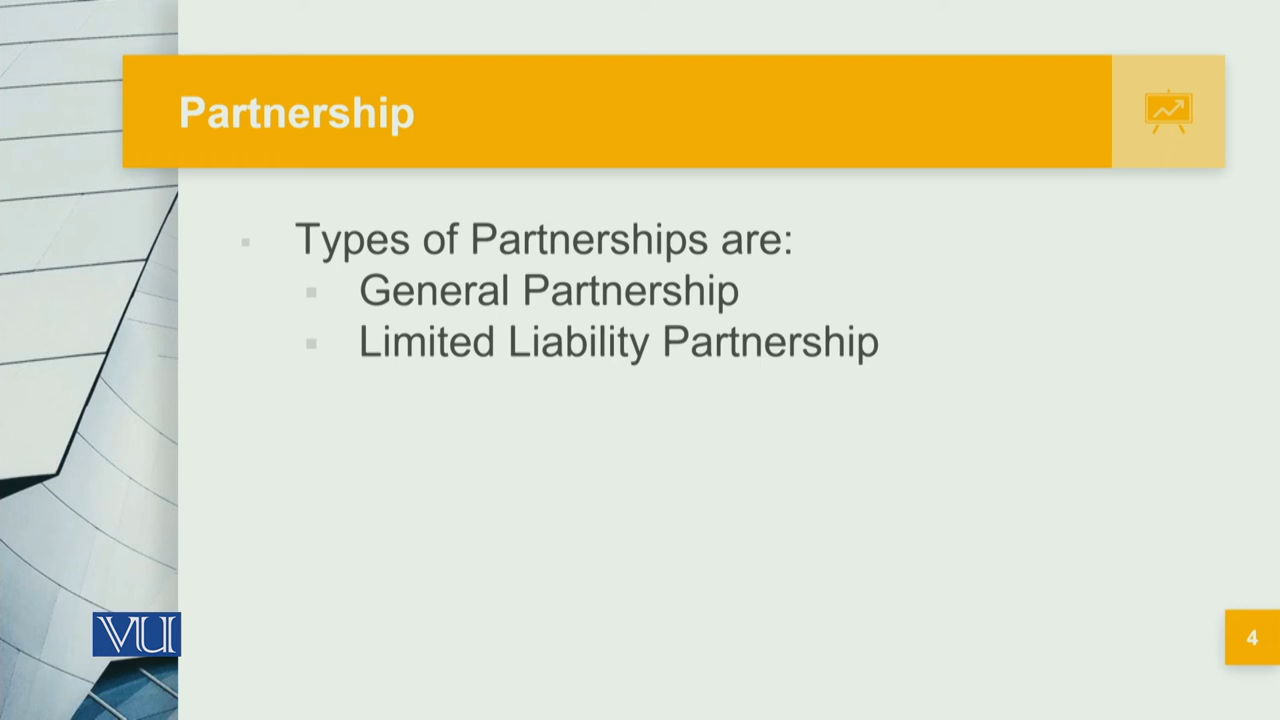 Partnership
Types of Partnerships are:
General Partnership
Limited Liability Partnership
VU
4